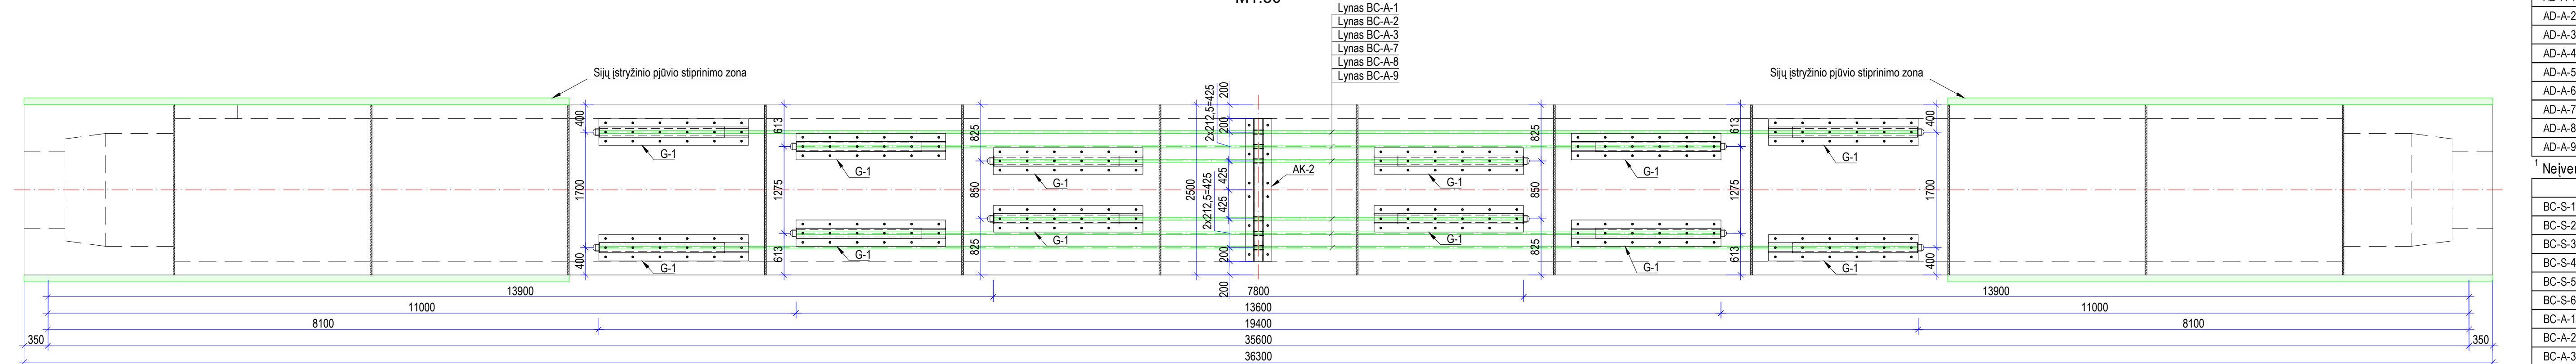 Lynas BC-A-1
Lynas BC-A-2
Lynas BC-A-3
Lynas BC-A-7
Lynas BC-A-8
Lynas BC-A-9
Sijų įstryžinio pjūvio stiprinimo zona
Sijų įstryžinio pjūvio stiprinimo zona
400
1700
400
613
1275
613
825
850
825
2500
2x212,5=425
2x212,5=425
200
200
425
425
200
200
825
850
825
613
1275
613
400
1700
400
G-1
G-1
G-1
G-1
G-1
G-1
G-1
G-1
G-1
G-1
G-1
G-1
AK-2
13900
7800
13900
11000
13600
11000
8100
19400
8100
350
35600
350
36300
AD-A-2
AD-A-3
AD-A-4
AD-A-5
AD-A-6
AD-A-7
AD-A-8
AD-A-9
BC-S-1
BC-S-2
BC-S-3
BC-S-4
BC-S-5
BC-S-6
BC-A-1
BC-A-2
BC-A-3